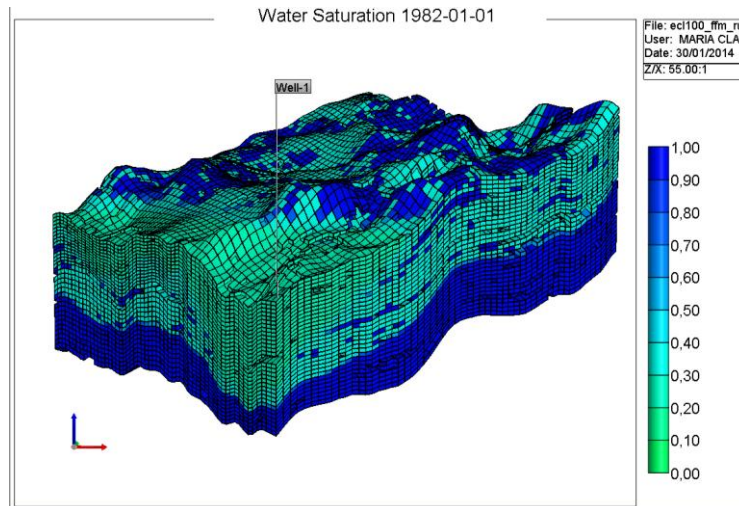 Water Saturation 1982-01-01
File: ecl100_ffm_r
User: MARIA CLA
Date: 30/01/2014
Z/X: 55.00:1
Well-1
1,00
0,90
0,80
0,70
0,60
0,50
0,40
0,30
0,20
0,10
0,00